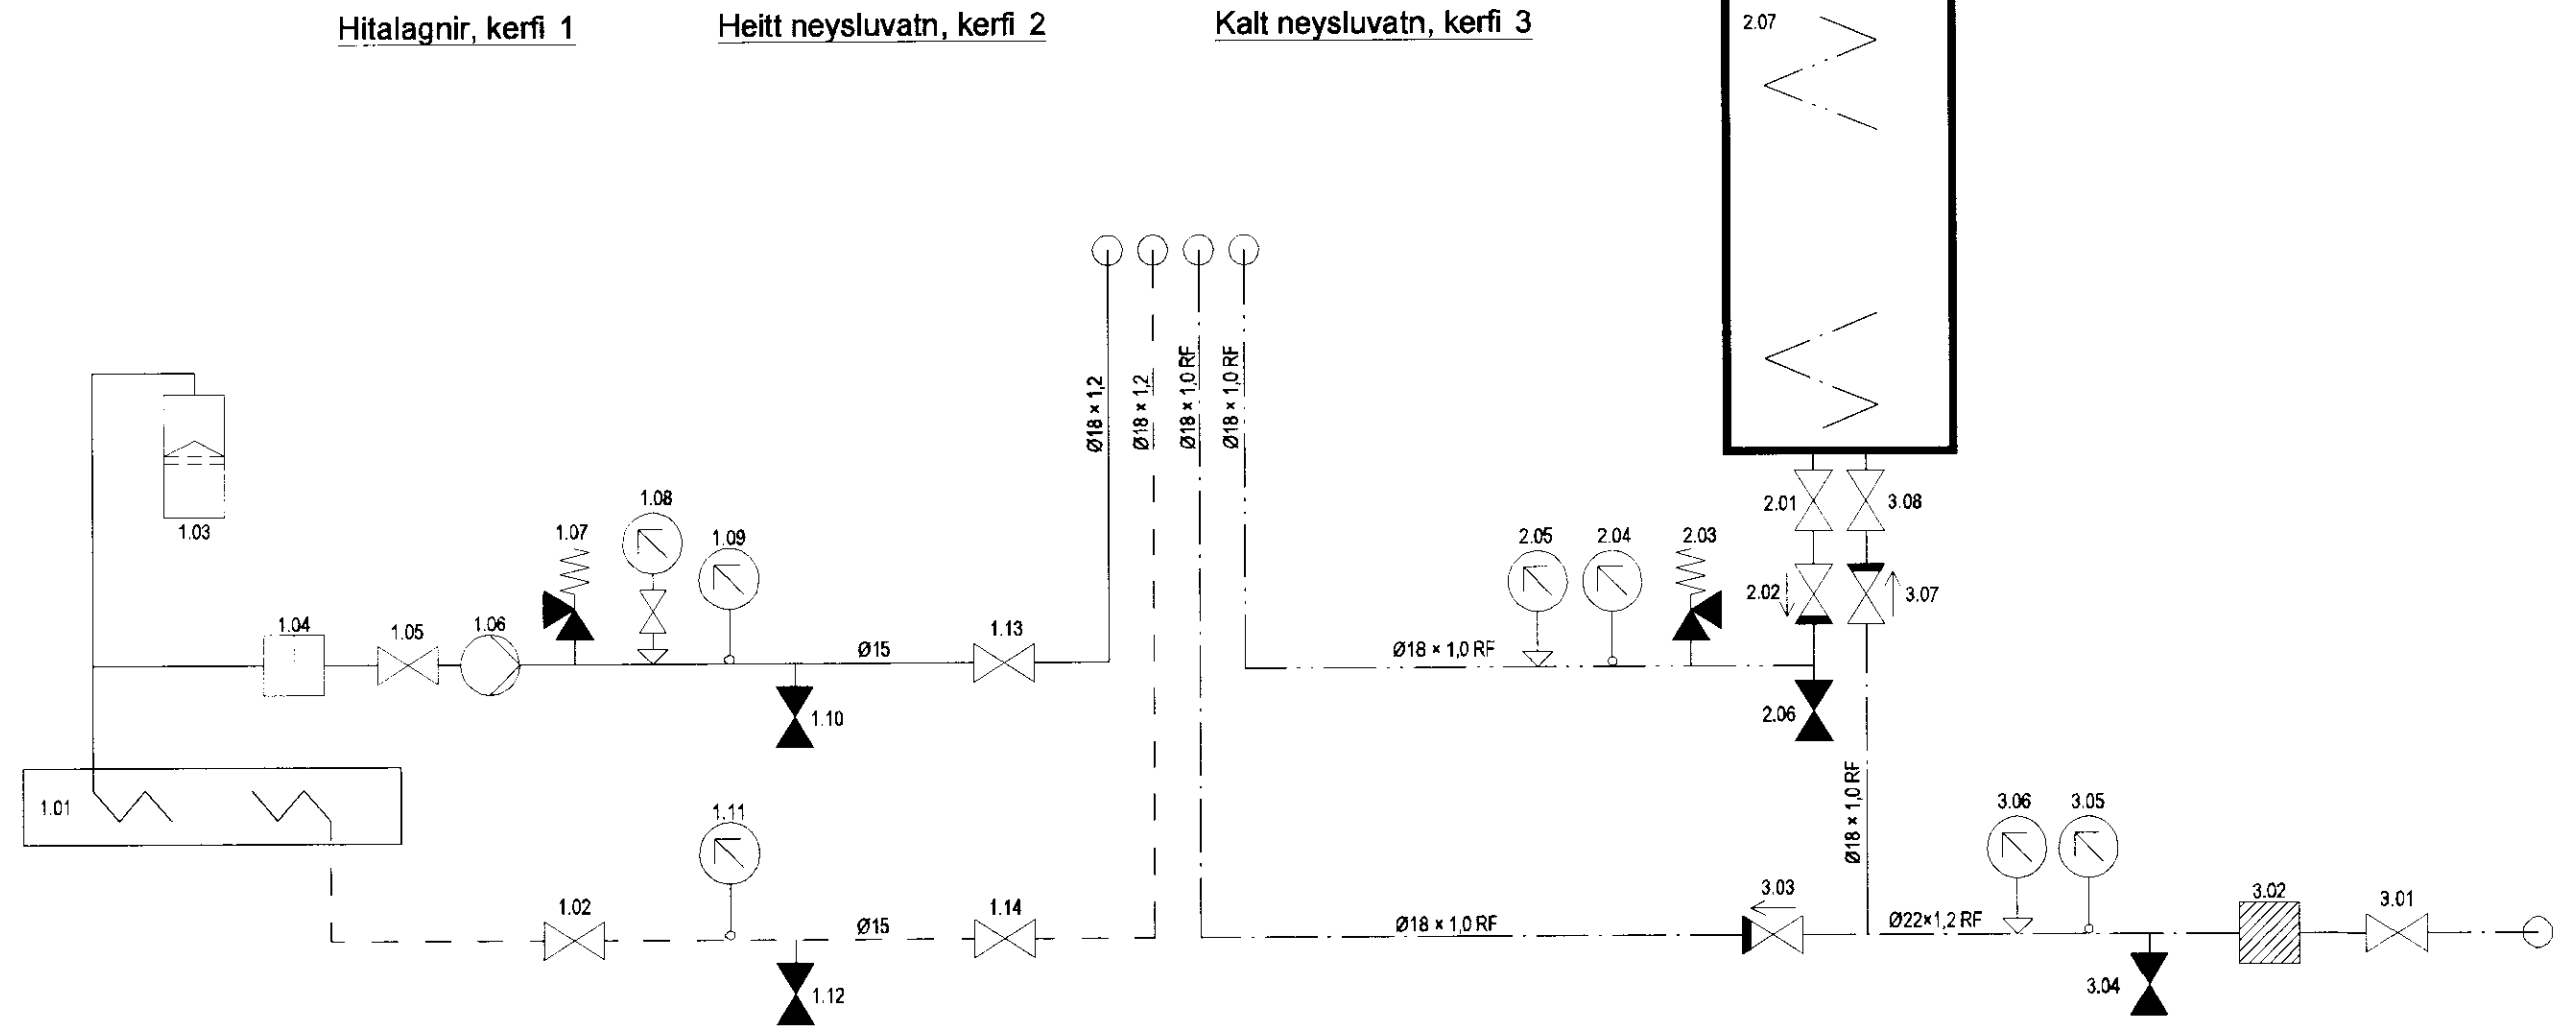 Hitalagnir, kerfi 1
Heitt neysluvatn, kerfi 2
Kalt neysluvatn, kerfi 3
2.07
Ø18 × 1,2
Ø18 × 1,2
Ø18 × 1,0 RF
Ø18 × 1,0 RF
1.03
1.08
1.07
1.09
1.04
1.05
1.06
Ø15
1.13
1.10
2.01
3.08
2.05
2.04
2.03
2.02
3.07
Ø18 × 1,0 RF
2.06
1.01
1.11
1.02
Ø15
1.14
1.12
Ø18 × 1,0 RF
3.06
3.05
3.03
Ø18 × 1,0 RF
Ø22×1,2 RF
3.02
3.01
3.04